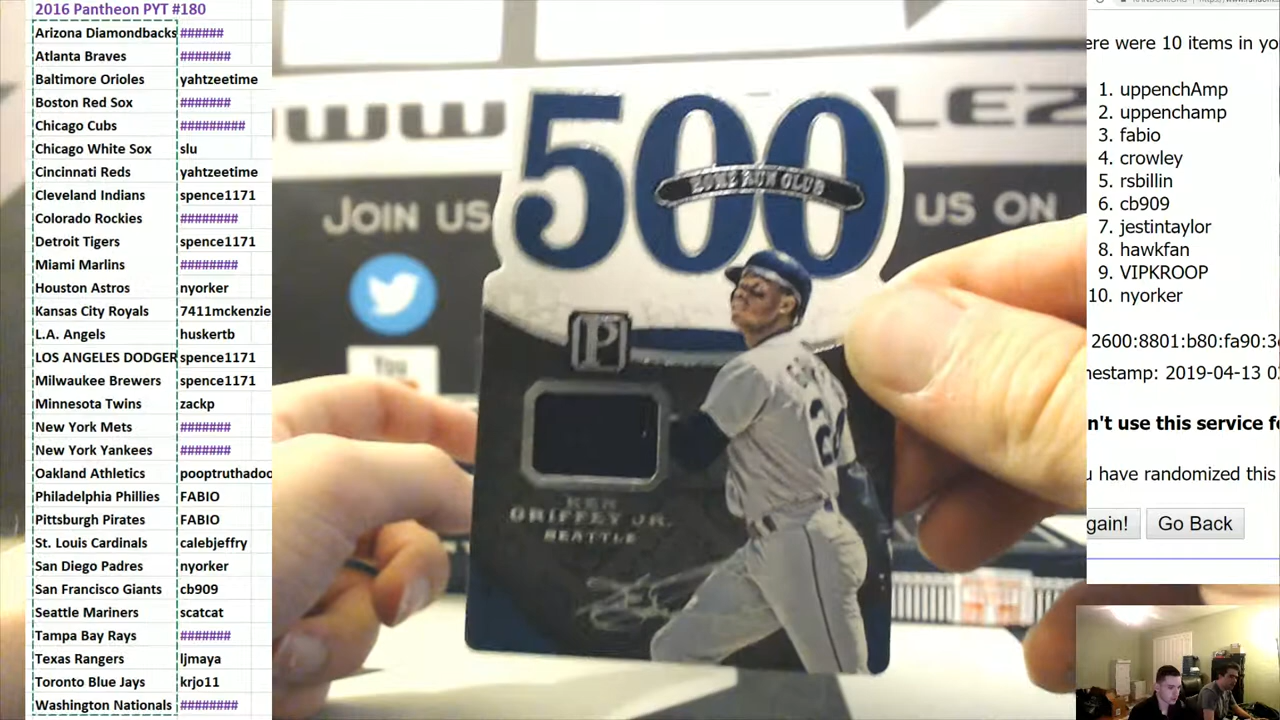 2016 Pantheon PYT #180
Arizona Diamondbacks ######
Atlanta Braves #######
Baltimore Orioles yahtzeetime
Boston Red Sox #######
Chicago Cubs #########
Chicago White Sox slu
Cincinnati Reds yahtzeetime
Cleveland Indians spence1171
Colorado Rockies ########
Detroit Tigers spence1171
Miami Marlins ########
Houston Astros nyorker
Kansas City Royals 7411mckenzie
L.A. Angels huskertb
LOS ANGELES DODGER spence1171
Milwaukee Brewers spence1171
Minnesota Twins zackp
New York Mets #######
New York Yankees #######
Oakland Athletics pooptruthadoo
Philadelphia Phillies FABIO
Pittsburgh Pirates FABIO
St. Louis Cardinals calebjeffry
San Diego Padres nyorker
San Francisco Giants cb909
Seattle Mariners scatcat
Tampa Bay Rays #######
Texas Rangers ljmaya
Toronto Blue Jays krjo11
Washington Nationals ########
WW
LEZ
JOIN US
US ON
You
500
HOME RUN CLUB
P
24
KEN
GRIFFEY JR.
SEATTLE
ere were 10 items in yo
1. uppenchAmp
2. uppenchamp
3. fabio
4. crowley
5. rsbillin
6. cb909
7. jestintaylor
8. hawkfan
9. VIPKROOP
10. nyorker
2600:8801:b80:fa90:3
nestamp: 2019-04-13 0
n't use this service fo
u have randomized this
gain!
Go Back